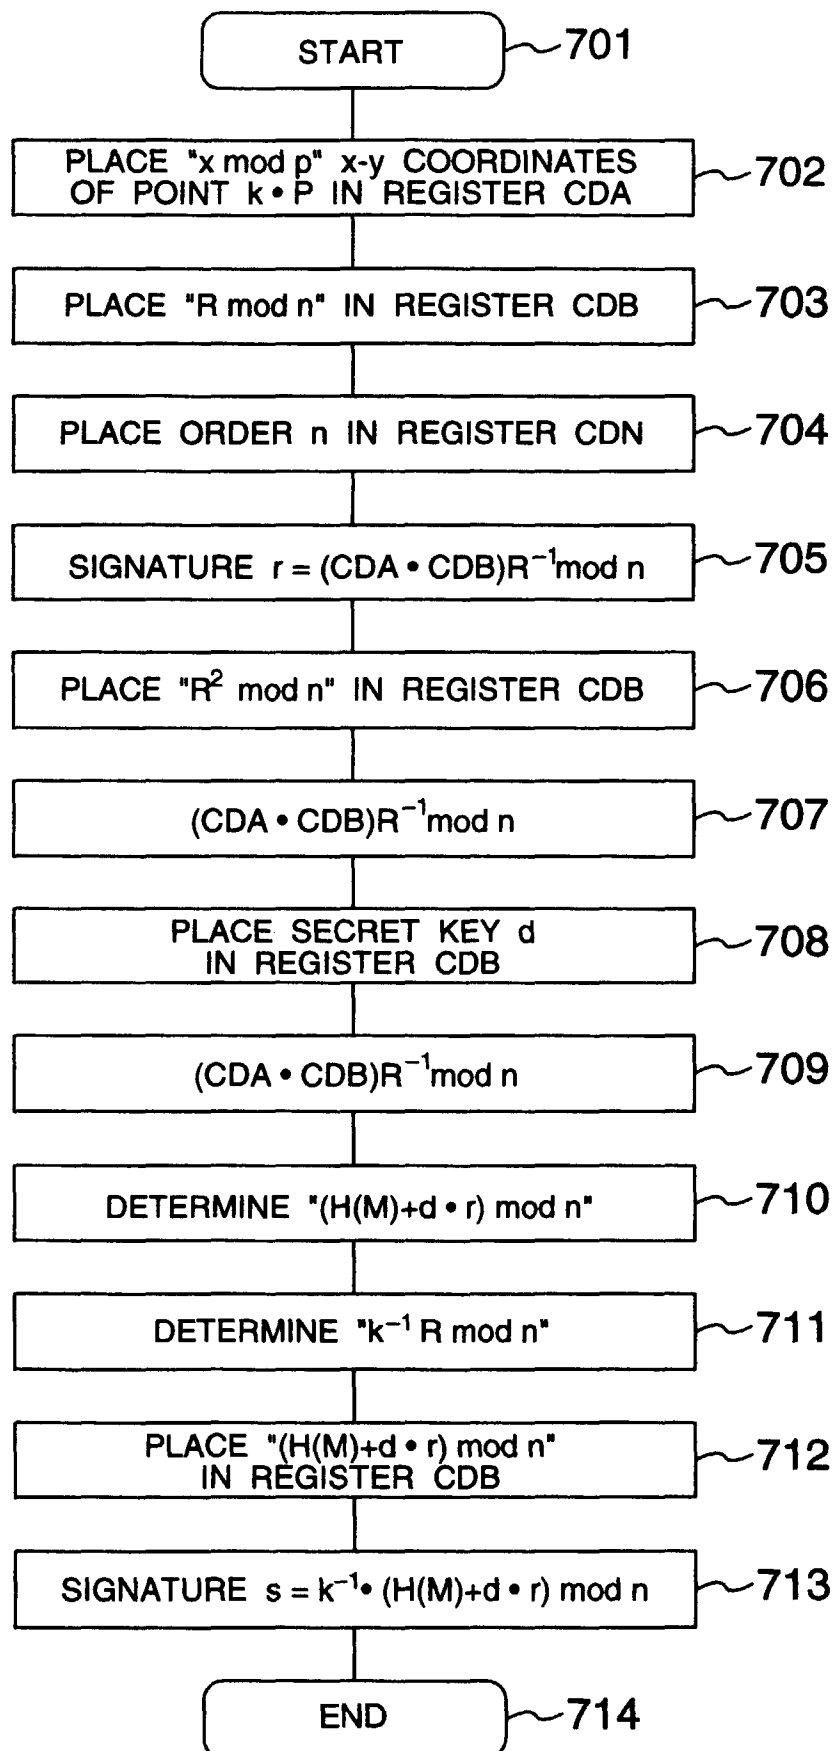 START 701
PLACE "x mod p" x-y COORDINATES
OF POINT k • P IN REGISTER CDA 702
PLACE "R mod n" IN REGISTER CDB 703
PLACE ORDER n IN REGISTER CDN 704
SIGNATURE r = (CDA • CDB)R⁻¹mod n 705
PLACE "R² mod n" IN REGISTER CDB 706
(CDA • CDB)R⁻¹mod n 707
PLACE SECRET KEY d
IN REGISTER CDB 708
(CDA • CDB)R⁻¹mod n 709
DETERMINE "(H(M)+d • r) mod n" 710
DETERMINE "k⁻¹ R mod n" 711
PLACE "(H(M)+d • r) mod n"
IN REGISTER CDB 712
SIGNATURE s = k⁻¹• (H(M)+d • r) mod n 713
END 714